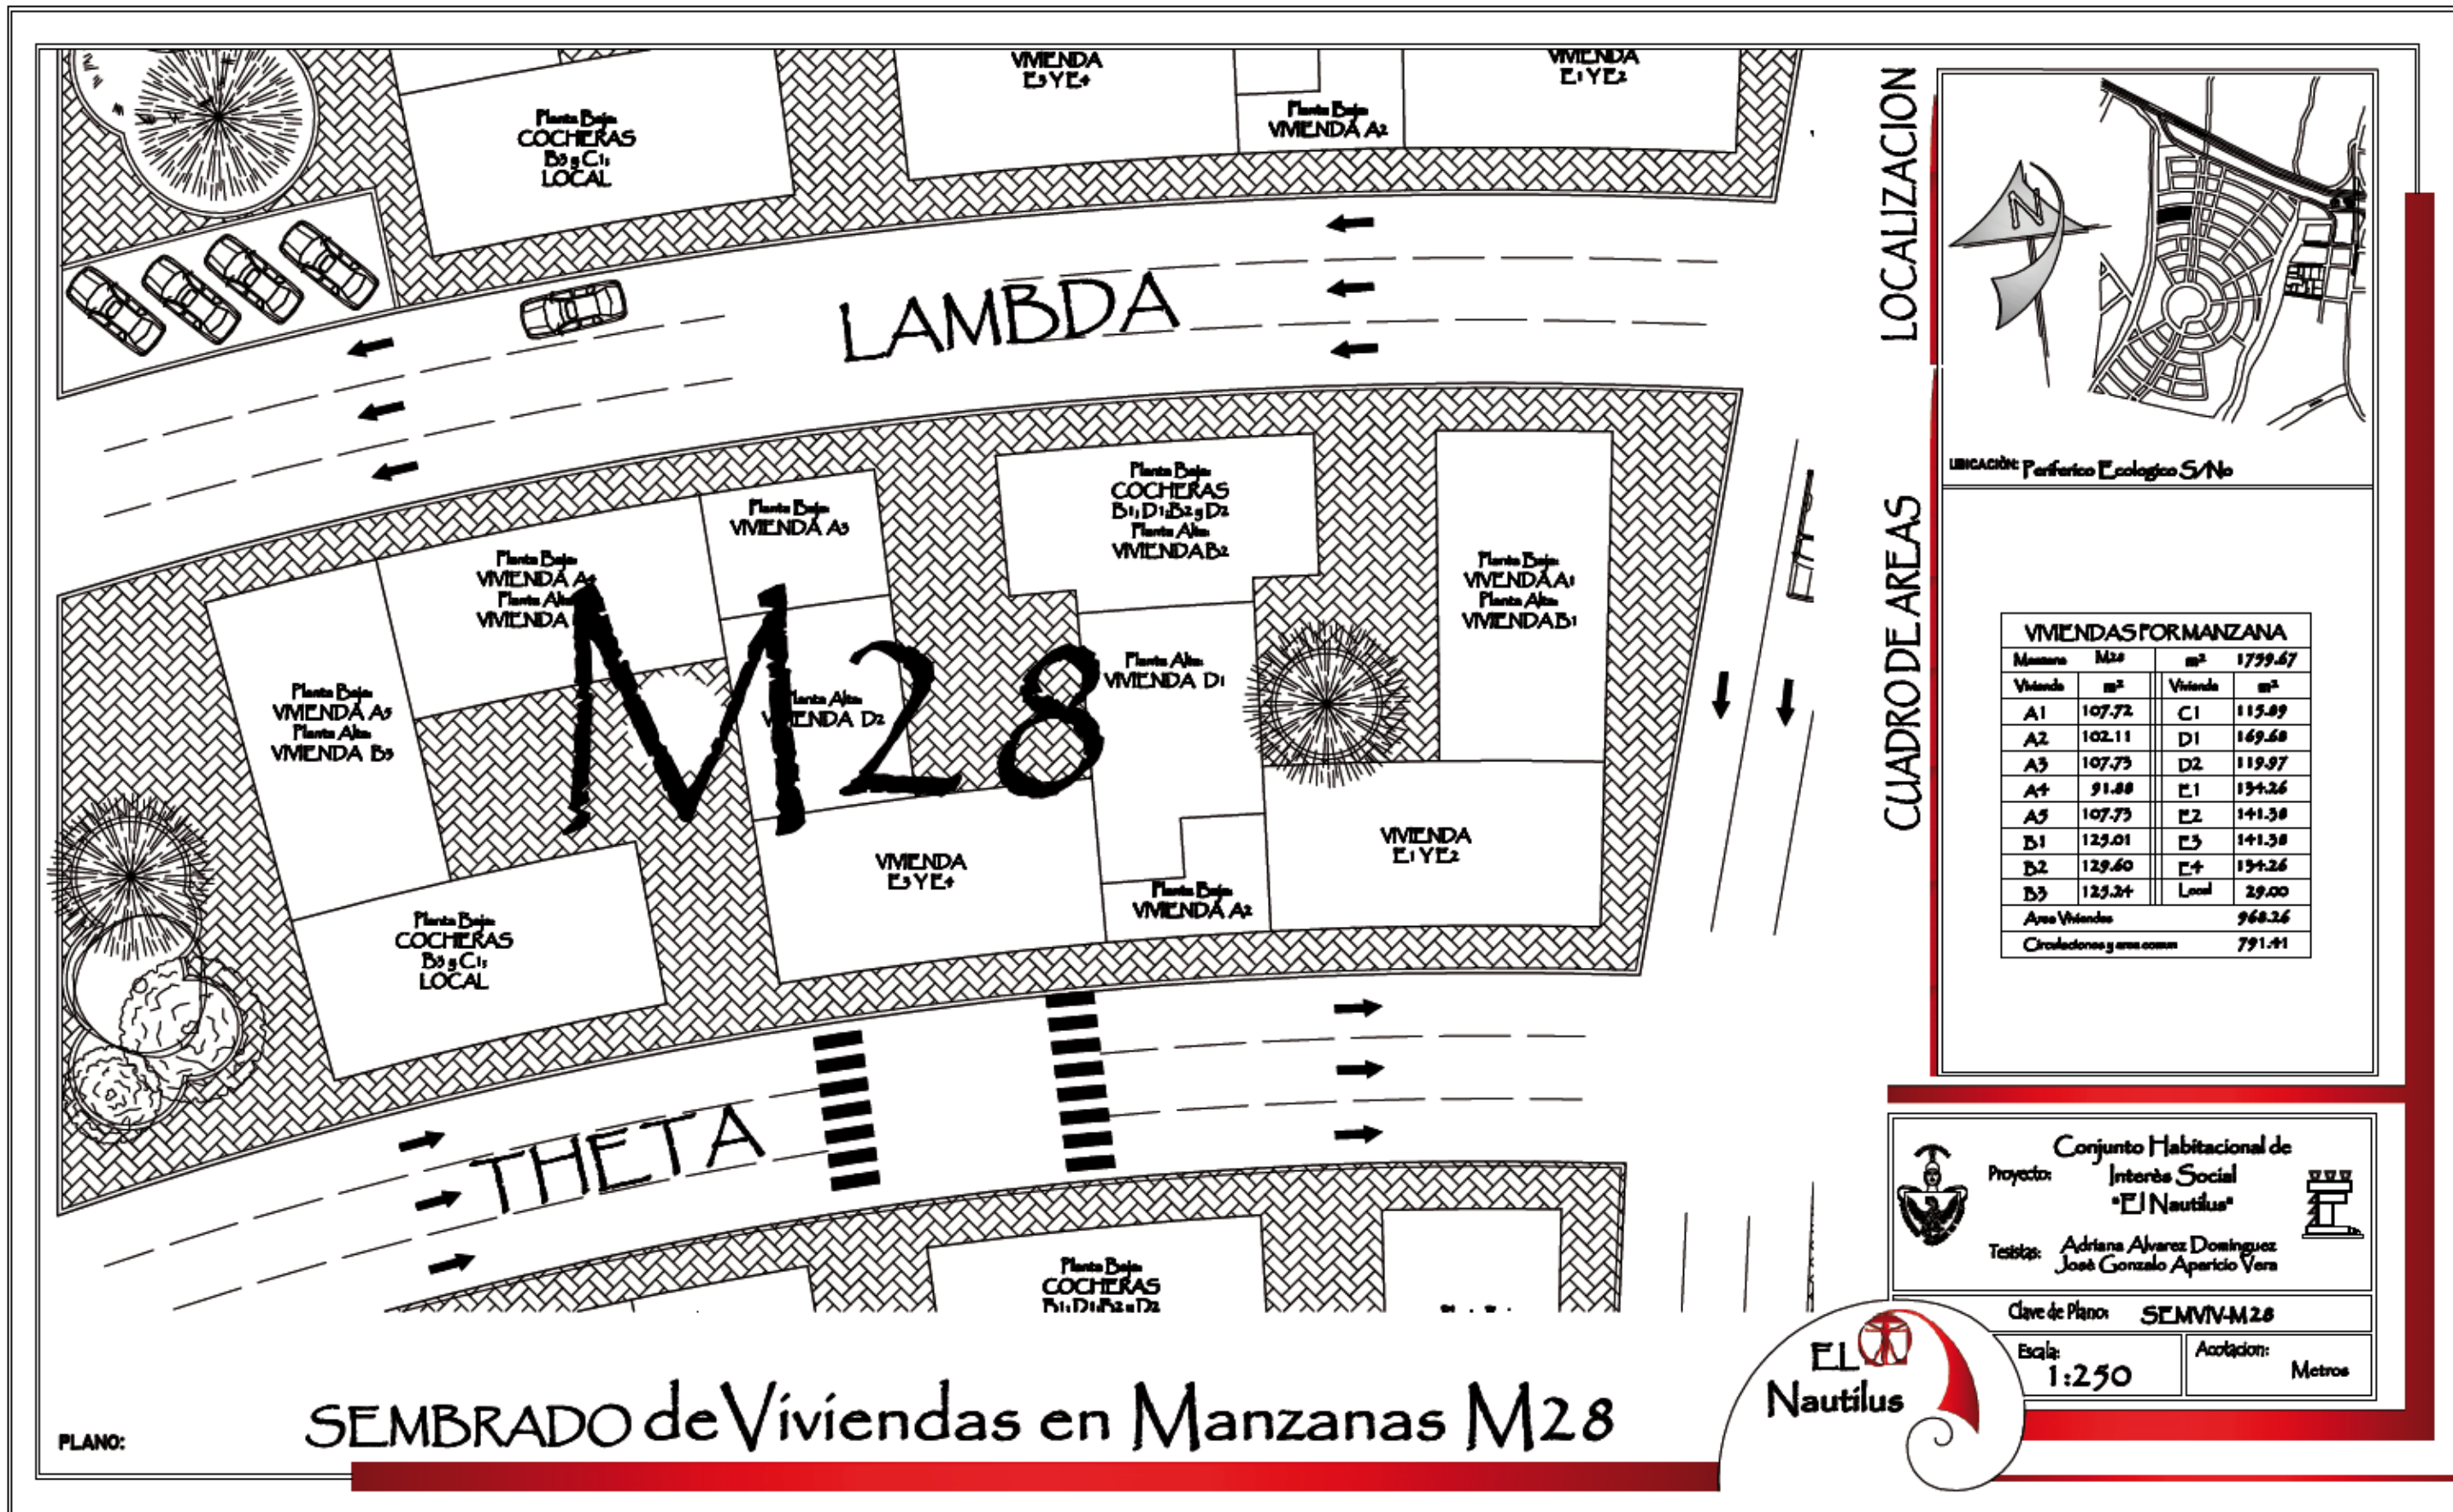 VIVIENDA
E3 Y E4
VIVIENDA
E1 Y E2
Planta Baja:
VIVIENDA A2
Planta Baja:
COCHERAS
B3 y C1;
LOCAL
LAMBDA
Planta Baja:
VIVIENDA A3
Planta Baja:
COCHERAS
B1; D1; B2 y D2
Planta Alta:
VIVIENDA B2
Planta Baja:
VIVIENDA A4
Planta Alta:
VIVIENDA
Planta Baja:
VIVENDA A1
Planta Alta:
VIVIENDA B1
M28
Planta Baja:
VIVIENDA A5
Planta Alta:
VIVIENDA B3
Planta Alta:
VIVIENDA D2
Planta Alta:
VIVIENDA D1
VIVIENDA
E3 Y E4
VIVIENDA
E1 Y E2
Planta Baja:
VIVIENDA A2
Planta Baja:
COCHERAS
B3 y C1;
LOCAL
THETA
Planta Baja:
COCHERAS
B1; D1; B2 y D2
PLANO:
SEMBRADO de Viviendas en Manzanas M28
LOCALIZACION
N
UBICACIÓN: Periferico Ecologico S/No
CUADRO DE AREAS
VIVIENDAS POR MANZANA
Manzana M28 m² 1759.67
Vivienda m² Vivienda m²
A1 107.72 C1 115.89
A2 102.11 D1 169.68
A3 107.73 D2 119.97
A4 91.88 E1 134.26
A5 107.73 E2 141.38
B1 125.01 E3 141.38
B2 129.60 E4 134.26
B3 125.24 Local 29.00
Area Viviendas 968.26
Circulaciones y area comun 791.41
Proyecto: Conjunto Habitacional de
Interès Social
"El Nautilus"
Tesistas: Adriana Alvarez Dominguez
Josè Gonzalo Aparicio Vera
Clave de Plano: SEMVIV-M28
Escala: 1:250
Acotacion: Metros
EL
Nautilus